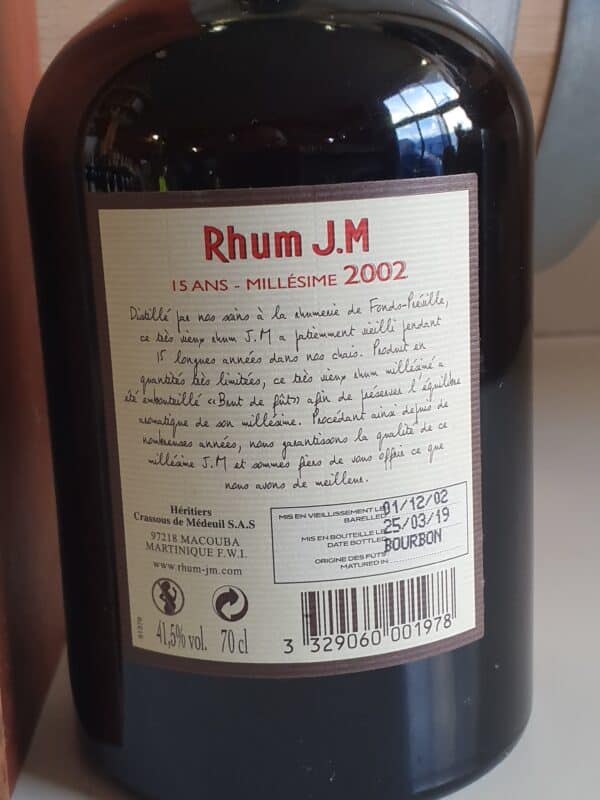 Rhum J.M
15 ANS - MILLÉSIME 2002
Distillé par nos soins à la rhumerie de Fonds-Préville,
ce très vieux rhum J.M a patiemment vieilli pendant
15 longues années dans nos chais. Produit en
quantités très limitées, ce très vieux rhum millésimé a
été embouteillé «Brut de fût» afin de préserver l'équilibre
aromatique de son millésime. Procédant ainsi depuis de
nombreuses années, nous garantissons la qualité de ce
millésime J.M et sommes fiers de vous offrir ce que
nous avons de meilleur.
Héritiers
Crassous de Médeuil S.A.S
97218 MACOUBA
MARTINIQUE F.W.I.
www.rhum-jm.com
MIS EN VIEILLISSEMENT LE 01/12/02
BARELLED
MIS EN BOUTEILLE LE 25/03/19
DATE BOTTLED
ORIGINE DES FÛTS BOURBON
MATURED IN
41,5% vol. 70 cl
3 329060 001978